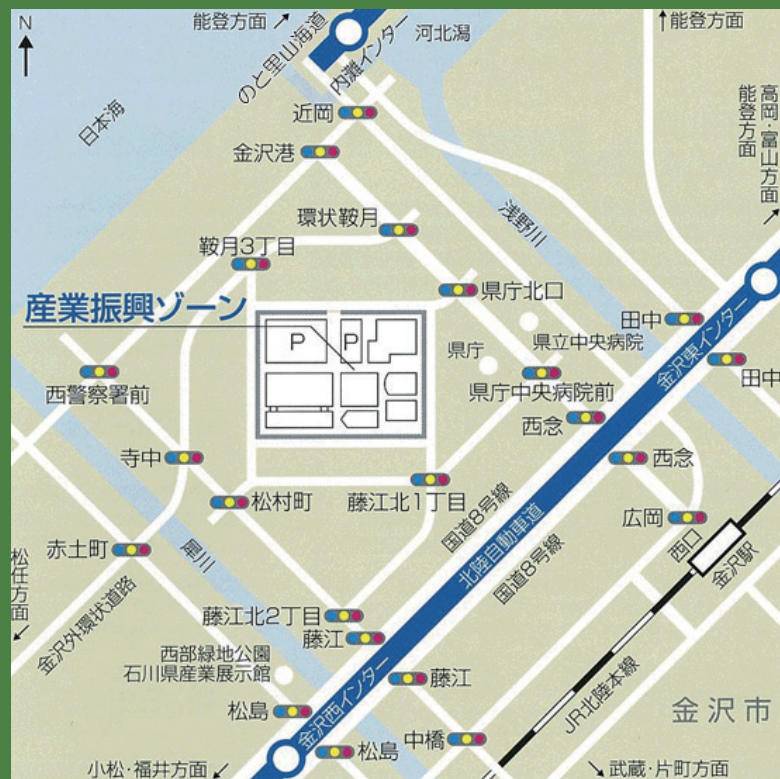 N
能登方面
能登方面
のと里山海道
内灘インター
河北潟
日本海
近岡
高岡・富山方面
能登方面
金沢港
浅野川
環状鞍月
鞍月3丁目
県庁北口
産業振興ゾーン
田中
県立中央病院
P
P
県庁
金沢東インター
田中
西警察署前
県庁中央病院前
西念
寺中
西念
松村町
藤江北1丁目
国道8号線
広岡
西口
金沢駅
赤土町
犀川
北陸自動車道
国道8号線
松任方面
金沢外環状道路
藤江北2丁目
藤江
西部緑地公園
石川県産業展示館
藤江
JR北陸本線
松島
金沢西インター
金沢市
中橋
松島
小松・福井方面
武蔵・片町方面